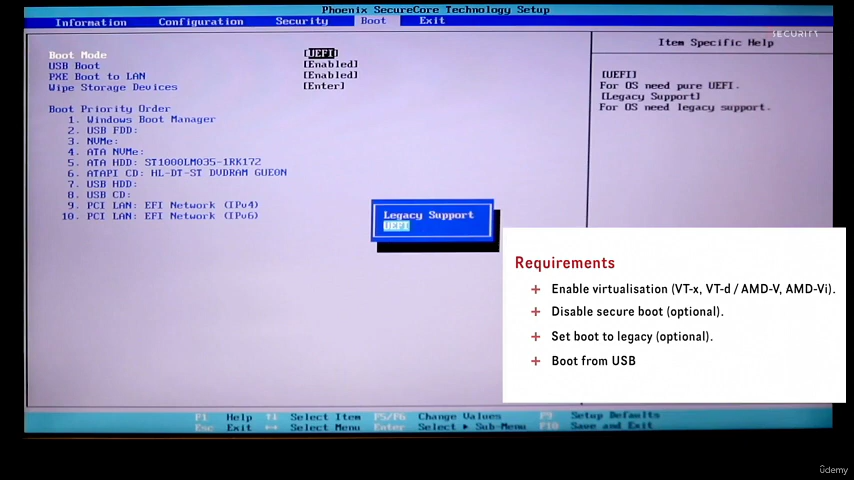 Phoenix SecureCore Technology Setup
Information Configuration Security Boot Exit
SECURITY
Item Specific Help
Boot Mode [UEFI]
USB Boot [Enabled]
PXE Boot to LAN [Enabled]
Wipe Storage Devices [Enter]
Boot Priority Order
1. Windows Boot Manager
2. USB FDD:
3. NVMe:
4. ATA NVMe:
5. ATA HDD: ST1000LM035-1RK172
6. ATAPI CD: HL-DT-ST DVDRAM GUE0N
7. USB HDD:
8. USB CD:
9. PCI LAN: EFI Network (IPv4)
10. PCI LAN: EFI Network (IPv6)
[UEFI]
For OS need pure UEFI.
[Legacy Support]
For OS need legacy support.
Legacy Support
UEFI
Requirements
+ Enable virtualisation (VT-x, VT-d / AMD-V, AMD-Vi).
+ Disable secure boot (optional).
+ Set boot to legacy (optional).
+ Boot from USB
F1 Help ↑↓ Select Item F5/F6 Change Values F9 Setup Defaults
Esc Exit ↔ Select Menu Enter Select ▸ Sub-Menu F10 Save and Exit
ûdemy